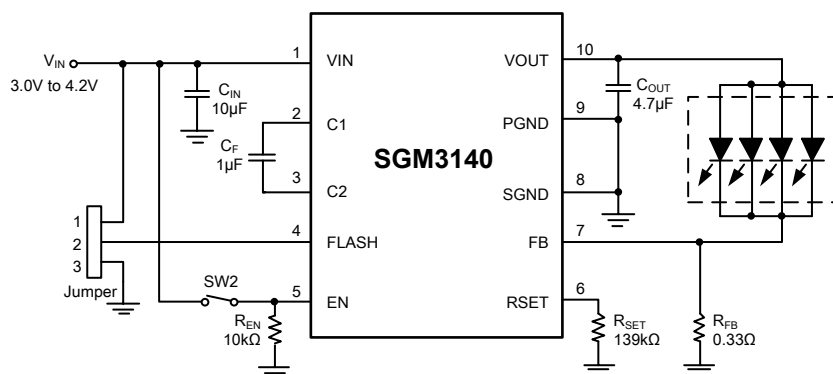 VIN
3.0V to 4.2V
CIN
10μF
CF
1μF
1
2
3
Jumper
SW2
REN
10kΩ
1
2
3
4
5
VIN
C1
C2
FLASH
EN
SGM3140
VOUT
PGND
SGND
FB
RSET
10
9
8
7
6
COUT
4.7μF
RSET
139kΩ
RFB
0.33Ω